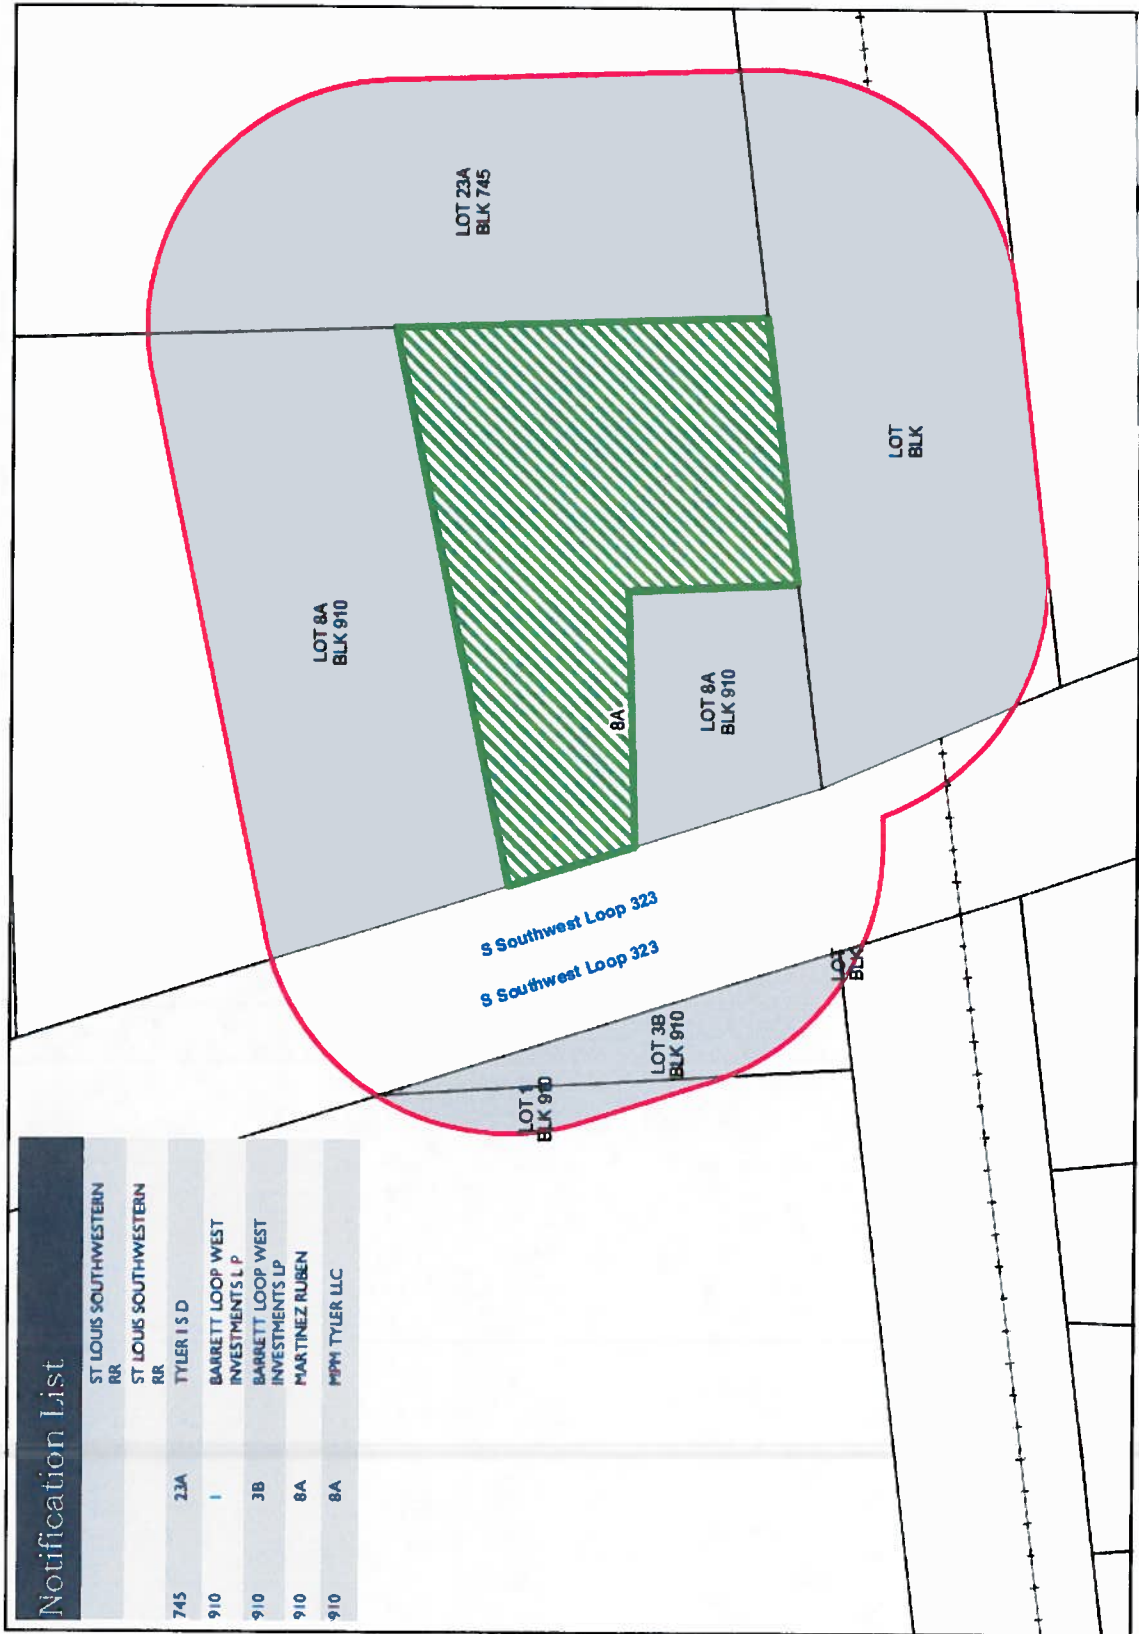 Notification List
ST LOUIS SOUTHWESTERN
RR
ST LOUIS SOUTHWESTERN
RR
745 23A TYLER I S D
910 1 BARRETT LOOP WEST
INVESTMENTS L P
910 3B BARRETT LOOP WEST
INVESTMENTS LP
910 8A MARTINEZ RUBEN
910 8A MPM TYLER LLC
LOT 1
BLK 910
LOT 3B
BLK 910
LOT
BLK
S Southwest Loop 323
S Southwest Loop 323
LOT 8A
BLK 910
8A
LOT 8A
BLK 910
LOT 23A
BLK 745
LOT
BLK